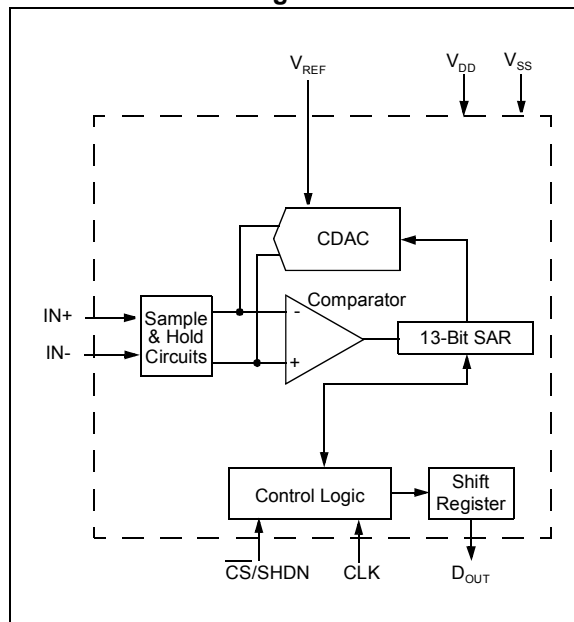 V_REF
V_DD
V_SS
CDAC
Comparator
IN+
IN-
Sample
& Hold
Circuits
-
+
13-Bit SAR
Control Logic
Shift
Register
C̅S̅/SHDN
CLK
D_OUT